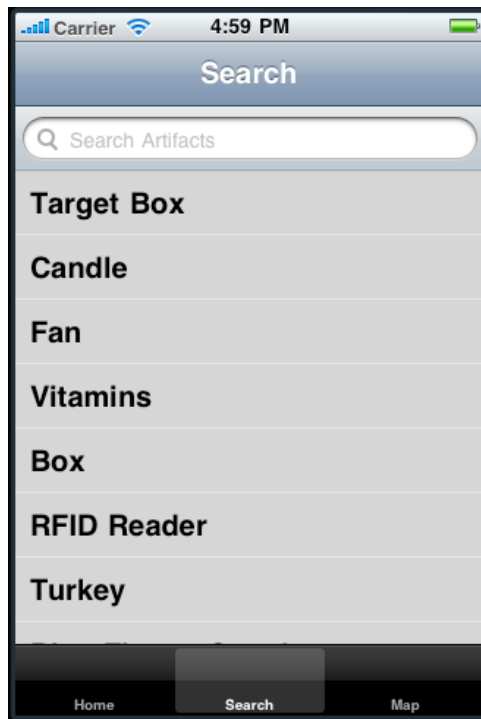 Carrier 4:59 PM
Search
Search Artifacts
Target Box
Candle
Fan
Vitamins
Box
RFID Reader
Turkey
Home Search Map